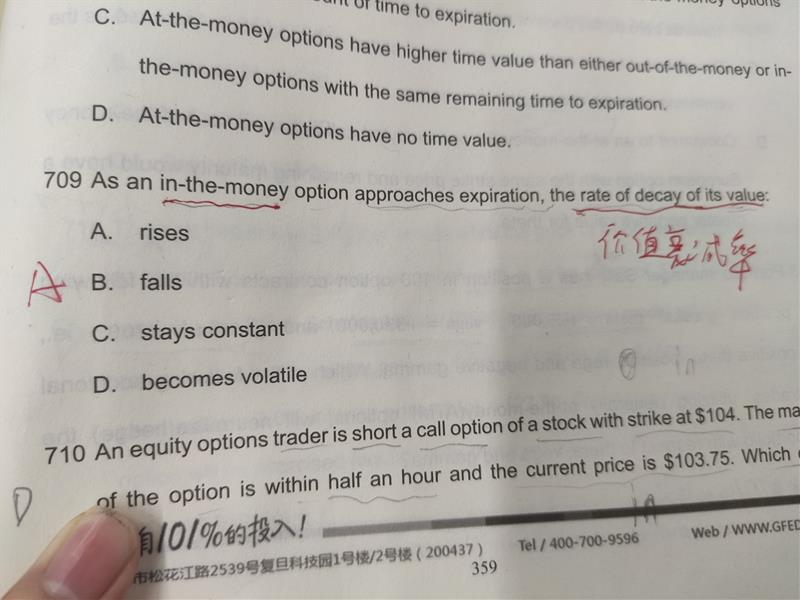 of time to expiration.
C. At-the-money options have higher time value than either out-of-the-money or in-
the-money options with the same remaining time to expiration.
D. At-the-money options have no time value.
709 As an in-the-money option approaches expiration, the rate of decay of its value:
A. rises
价值衰减率
A
B. falls
C. stays constant
D. becomes volatile
710 An equity options trader is short a call option of a stock with strike at $104. The ma
D
of the option is within half an hour and the current price is $103.75. Which
101%的投入!
市松花江路2539号复旦科技园1号楼/2号楼(200437)
Tel / 400-700-9596
Web / WWW.GFED
359